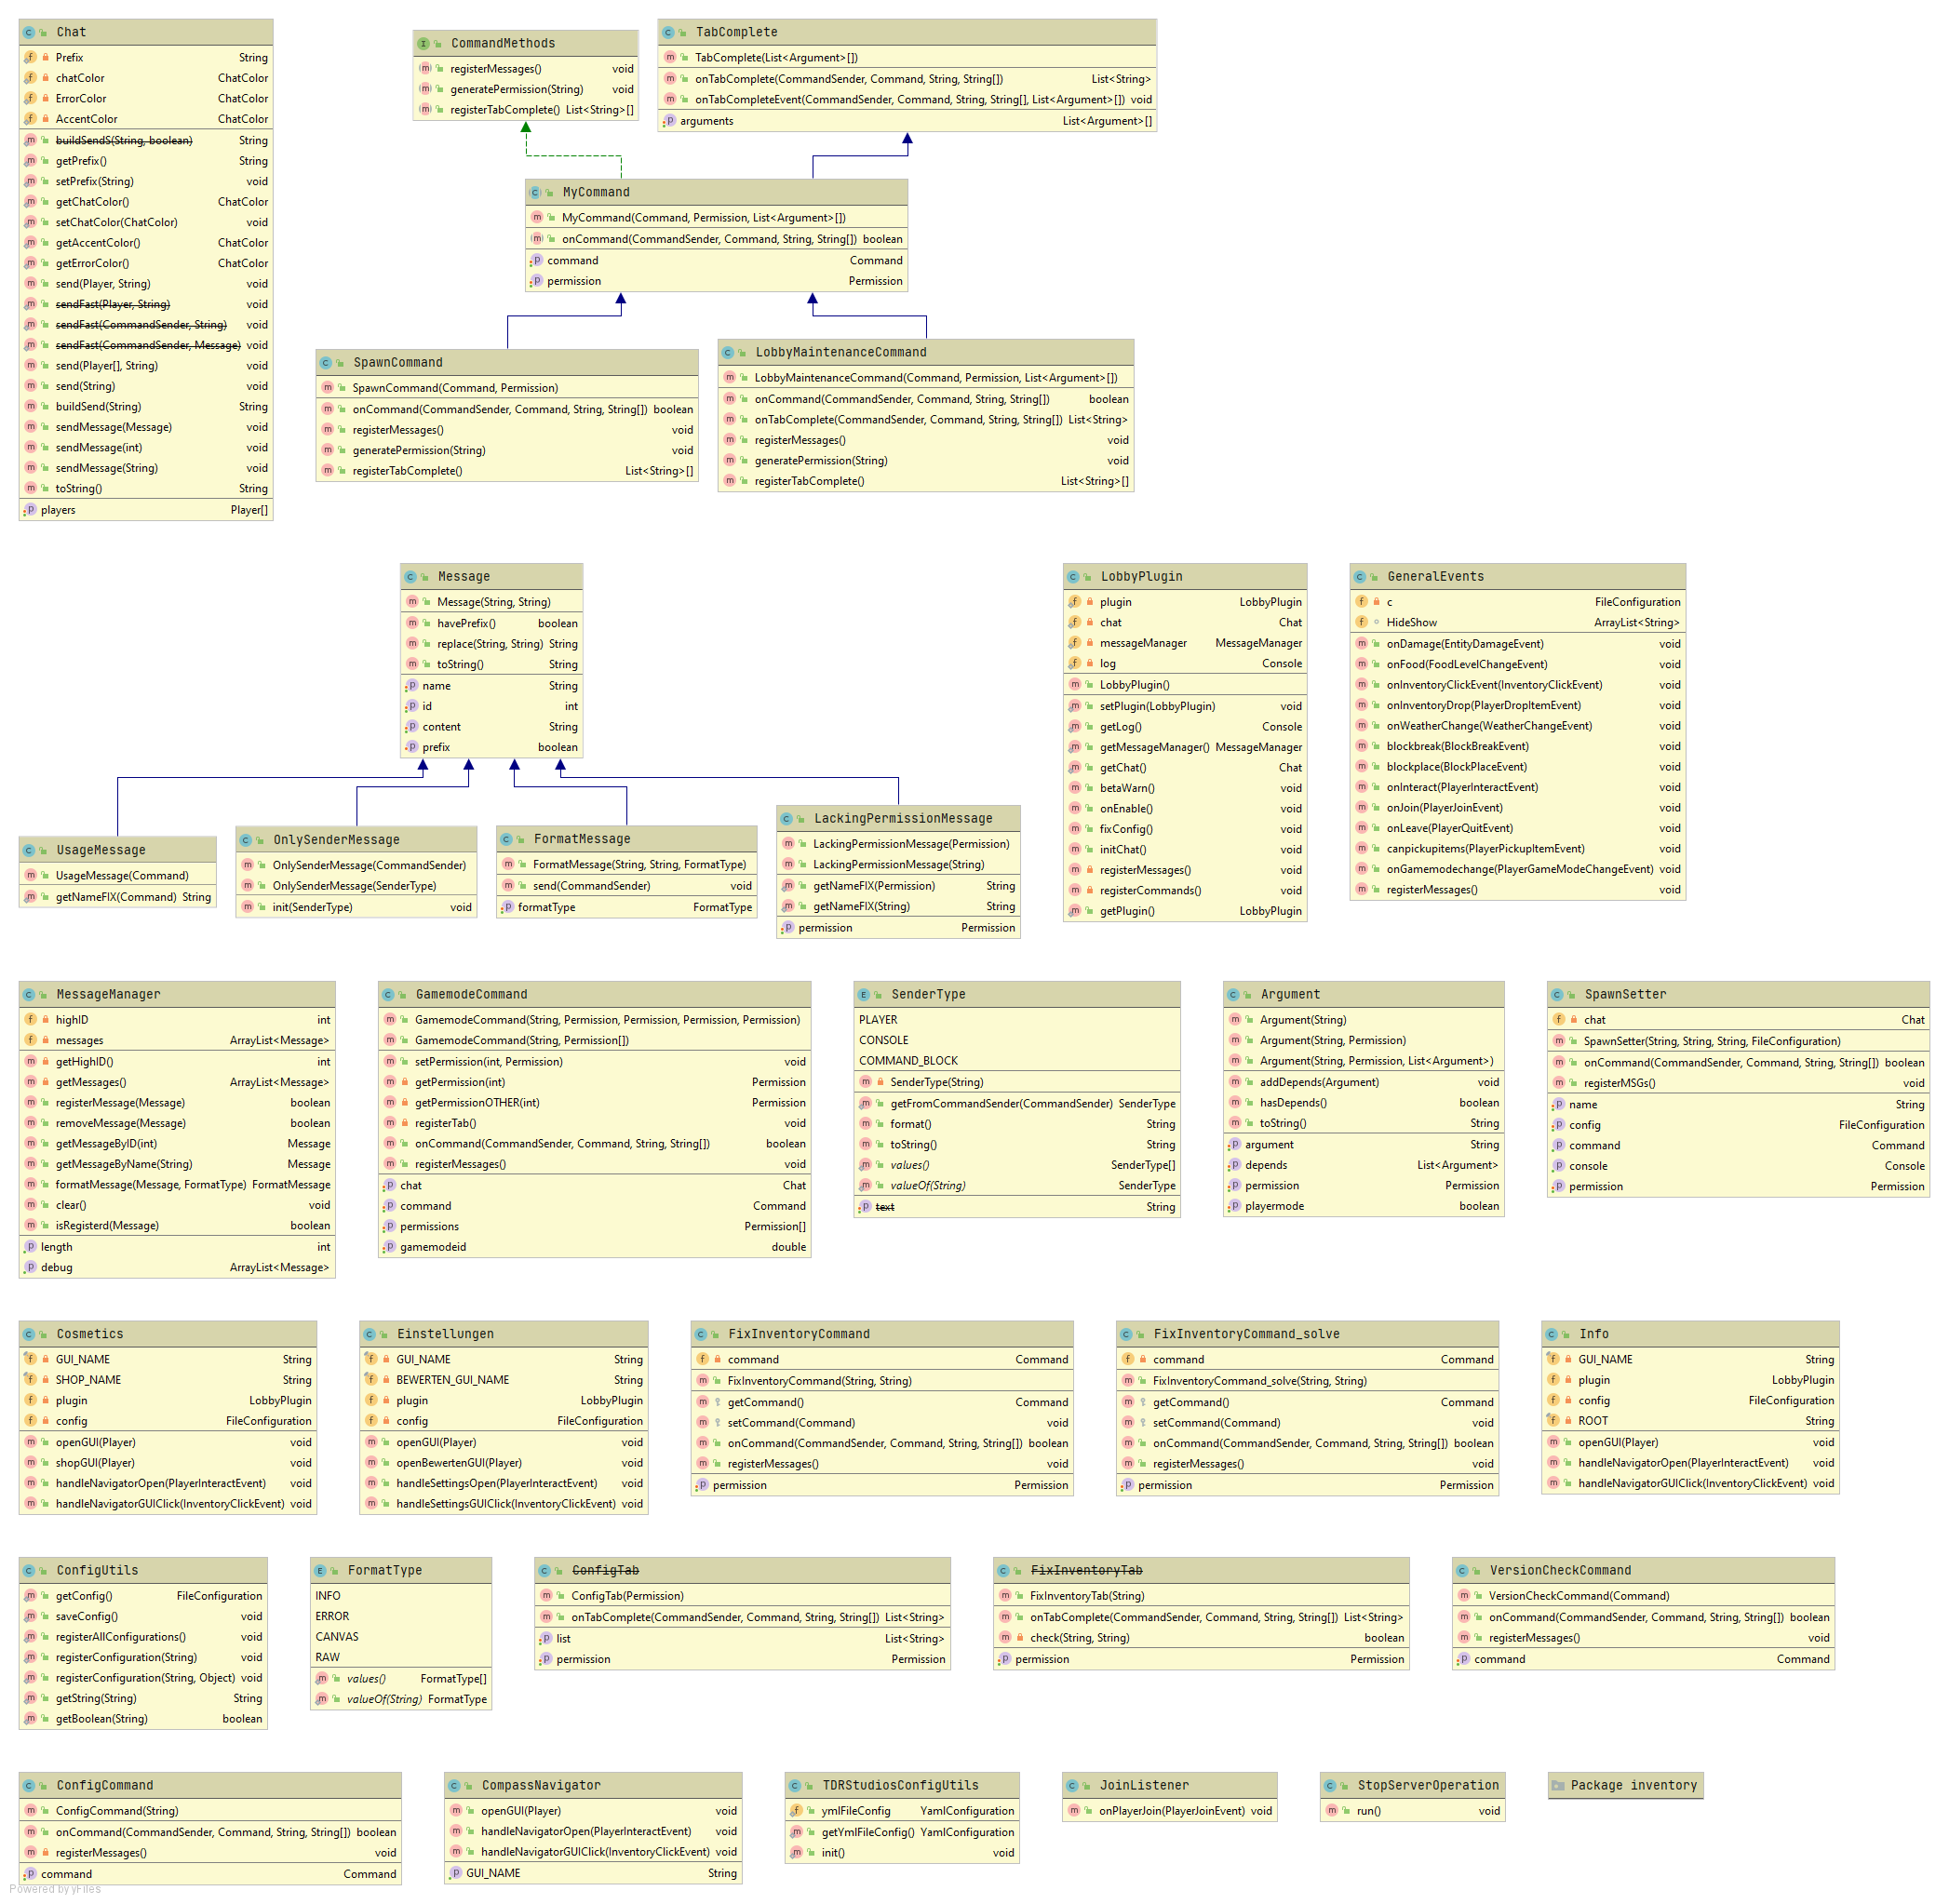 Chat
Prefix String
chatColor ChatColor
ErrorColor ChatColor
AccentColor ChatColor
buildSendS(String, boolean) String
getPrefix() String
setPrefix(String) void
getChatColor() ChatColor
setChatColor(ChatColor) void
getAccentColor() ChatColor
getErrorColor() ChatColor
send(Player, String) void
sendFast(Player, String) void
sendFast(CommandSender, String) void
sendFast(CommandSender, Message) void
send(Player[], String) void
send(String) void
buildSend(String) String
sendMessage(Message) void
sendMessage(int) void
sendMessage(String) void
toString() String
players Player[]
CommandMethods
registerMessages() void
generatePermission(String) void
registerTabComplete() List<String>[]
TabComplete
TabComplete(List<Argument>[])
onTabComplete(CommandSender, Command, String, String[]) List<String>
onTabCompleteEvent(CommandSender, Command, String, String[], List<Argument>[]) void
arguments List<Argument>[]
MyCommand
MyCommand(Command, Permission, List<Argument>[])
onCommand(CommandSender, Command, String, String[]) boolean
command Command
permission Permission
SpawnCommand
SpawnCommand(Command, Permission)
onCommand(CommandSender, Command, String, String[]) boolean
registerMessages() void
generatePermission(String) void
registerTabComplete() List<String>[]
LobbyMaintenanceCommand
LobbyMaintenanceCommand(Command, Permission, List<Argument>[])
onCommand(CommandSender, Command, String, String[]) boolean
onTabComplete(CommandSender, Command, String, String[]) List<String>
registerMessages() void
generatePermission(String) void
registerTabComplete() List<String>[]
Message
Message(String, String)
havePrefix() boolean
replace(String, String) String
toString() String
name String
id int
content String
prefix boolean
LobbyPlugin
plugin LobbyPlugin
chat Chat
messageManager MessageManager
log Console
LobbyPlugin()
setPlugin(LobbyPlugin) void
getLog() Console
getMessageManager() MessageManager
getChat() Chat
betaWarn() void
onEnable() void
fixConfig() void
initChat() void
registerMessages() void
registerCommands() void
getPlugin() LobbyPlugin
GeneralEvents
c FileConfiguration
HideShow ArrayList<String>
onDamage(EntityDamageEvent) void
onFood(FoodLevelChangeEvent) void
onInventoryClickEvent(InventoryClickEvent) void
onInventoryDrop(PlayerDropItemEvent) void
onWeatherChange(WeatherChangeEvent) void
blockbreak(BlockBreakEvent) void
blockplace(BlockPlaceEvent) void
onInteract(PlayerInteractEvent) void
onJoin(PlayerJoinEvent) void
onLeave(PlayerQuitEvent) void
canpickupitems(PlayerPickupItemEvent) void
onGamemodechange(PlayerGameModeChangeEvent) void
registerMessages() void
UsageMessage
UsageMessage(Command)
getNameFIX(Command) String
OnlySenderMessage
OnlySenderMessage(CommandSender)
OnlySenderMessage(SenderType)
init(SenderType) void
FormatMessage
FormatMessage(String, String, FormatType)
send(CommandSender) void
formatType FormatType
LackingPermissionMessage
LackingPermissionMessage(Permission)
LackingPermissionMessage(String)
getNameFIX(Permission) String
getNameFIX(String) String
permission Permission
MessageManager
highID int
messages ArrayList<Message>
getHighID() int
getMessages() ArrayList<Message>
registerMessage(Message) boolean
removeMessage(Message) boolean
getMessageByID(int) Message
getMessageByName(String) Message
formatMessage(Message, FormatType) FormatMessage
clear() void
isRegisterd(Message) boolean
length int
debug ArrayList<Message>
GamemodeCommand
GamemodeCommand(String, Permission, Permission, Permission, Permission)
GamemodeCommand(String, Permission[])
setPermission(int, Permission) void
getPermission(int) Permission
getPermissionOTHER(int) Permission
registerTab() void
onCommand(CommandSender, Command, String, String[]) boolean
registerMessages() void
chat Chat
command Command
permissions Permission[]
gamemodeid double
SenderType
PLAYER
CONSOLE
COMMAND_BLOCK
SenderType(String)
getFromCommandSender(CommandSender) SenderType
format() String
toString() String
values() SenderType[]
valueOf(String) SenderType
text String
Argument
Argument(String)
Argument(String, Permission)
Argument(String, Permission, List<Argument>)
addDepends(Argument) void
hasDepends() boolean
toString() String
argument String
depends List<Argument>
permission Permission
playermode boolean
SpawnSetter
chat Chat
SpawnSetter(String, String, String, FileConfiguration)
onCommand(CommandSender, Command, String, String[]) boolean
registerMSGs() void
name String
config FileConfiguration
command Command
console Console
permission Permission
Cosmetics
GUI_NAME String
SHOP_NAME String
plugin LobbyPlugin
config FileConfiguration
openGUI(Player) void
shopGUI(Player) void
handleNavigatorOpen(PlayerInteractEvent) void
handleNavigatorGUIClick(InventoryClickEvent) void
Einstellungen
GUI_NAME String
BEWERTEN_GUI_NAME String
plugin LobbyPlugin
config FileConfiguration
openGUI(Player) void
openBewertenGUI(Player) void
handleSettingsOpen(PlayerInteractEvent) void
handleSettingsGUIClick(InventoryClickEvent) void
FixInventoryCommand
command Command
FixInventoryCommand(String, String)
getCommand() Command
setCommand(Command) void
onCommand(CommandSender, Command, String, String[]) boolean
registerMessages() void
permission Permission
FixInventoryCommand_solve
command Command
FixInventoryCommand_solve(String, String)
getCommand() Command
setCommand(Command) void
onCommand(CommandSender, Command, String, String[]) boolean
registerMessages() void
permission Permission
Info
GUI_NAME String
plugin LobbyPlugin
config FileConfiguration
ROOT String
openGUI(Player) void
handleNavigatorOpen(PlayerInteractEvent) void
handleNavigatorGUIClick(InventoryClickEvent) void
ConfigUtils
getConfig() FileConfiguration
saveConfig() void
registerAllConfigurations() void
registerConfiguration(String) void
registerConfiguration(String, Object) void
getString(String) String
getBoolean(String) boolean
FormatType
INFO
ERROR
CANVAS
RAW
values() FormatType[]
valueOf(String) FormatType
ConfigTab
ConfigTab(Permission)
onTabComplete(CommandSender, Command, String, String[]) List<String>
list List<String>
permission Permission
FixInventoryTab
FixInventoryTab(String)
onTabComplete(CommandSender, Command, String, String[]) List<String>
check(String, String) boolean
permission Permission
VersionCheckCommand
VersionCheckCommand(Command)
onCommand(CommandSender, Command, String, String[]) boolean
registerMessages() void
command Command
ConfigCommand
ConfigCommand(String)
onCommand(CommandSender, Command, String, String[]) boolean
registerMessages() void
command Command
CompassNavigator
openGUI(Player) void
handleNavigatorOpen(PlayerInteractEvent) void
handleNavigatorGUIClick(InventoryClickEvent) void
GUI_NAME String
TDRStudiosConfigUtils
ymlFileConfig YamlConfiguration
getYmlFileConfig() YamlConfiguration
init() void
JoinListener
onPlayerJoin(PlayerJoinEvent) void
StopServerOperation
run() void
Package inventory
Powered by yFiles